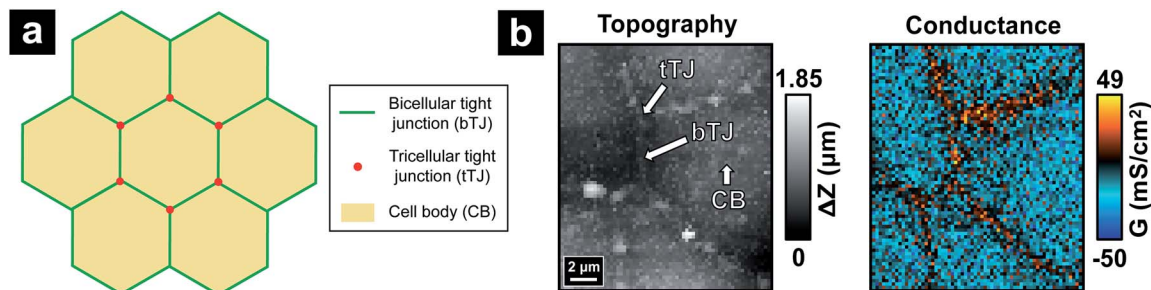 a
Bicellular tight
junction (bTJ)
Tricellular tight
junction (tTJ)
Cell body (CB)
b
Topography
tTJ
bTJ
CB
2 µm
1.85
ΔZ (µm)
0
Conductance
49
G (mS/cm²)
-50